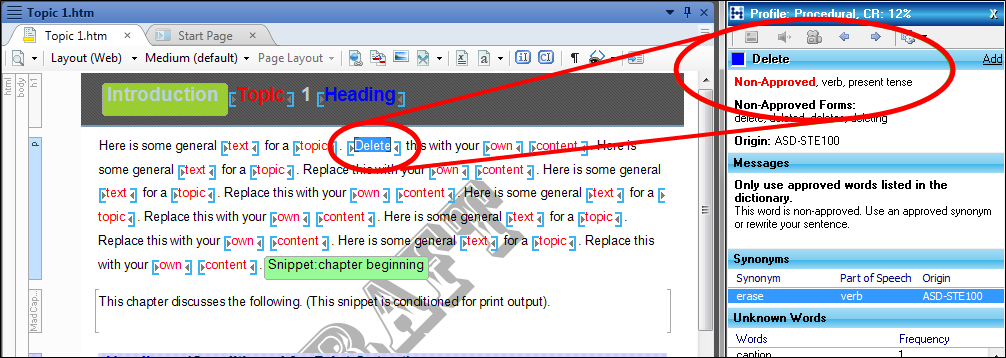 Topic 1.htm
Topic 1.htm
Start Page
Layout (Web)
Medium (default)
Page Layout
html
body
h1
Introduction Topic 1 Heading
p
Here is some general text for a topic. Delete this with your own content. Here is
some general text for a topic. Replace this with your own content. Here is some general
text for a topic. Replace this with your own content. Here is some general text for a
topic. Replace this with your own content. Here is some general text for a topic.
Replace this with your own content. Here is some general text for a topic. Replace this
with your own content. Snippet:chapter beginning
MadCap...
This chapter discusses the following. (This snippet is conditioned for print output).
Profile: Procedural, CR: 12%
Delete
Add
Non-Approved, verb, present tense
Non-Approved Forms:
delete, deleted, deletes, deleting
Origin: ASD-STE100
Messages
Only use approved words listed in the
dictionary.
This word is non-approved. Use an approved synonym
or rewrite your sentence.
Synonyms
Synonym Part of Speech Origin
erase verb ASD-STE100
Unknown Words
Words Frequency
caption 1